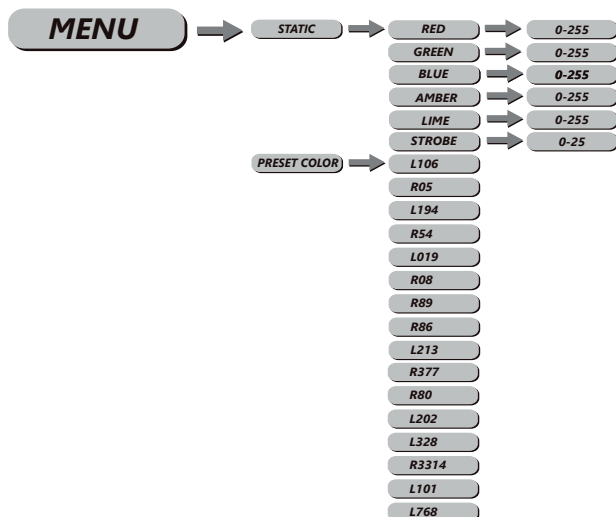 MENU STATIC RED 0-255
GREEN 0-255
BLUE 0-255
AMBER 0-255
LIME 0-255
STROBE 0-25
PRESET COLOR L106
R05
L194
R54
L019
R08
R89
R86
L213
R377
R80
L202
L328
R3314
L101
L768